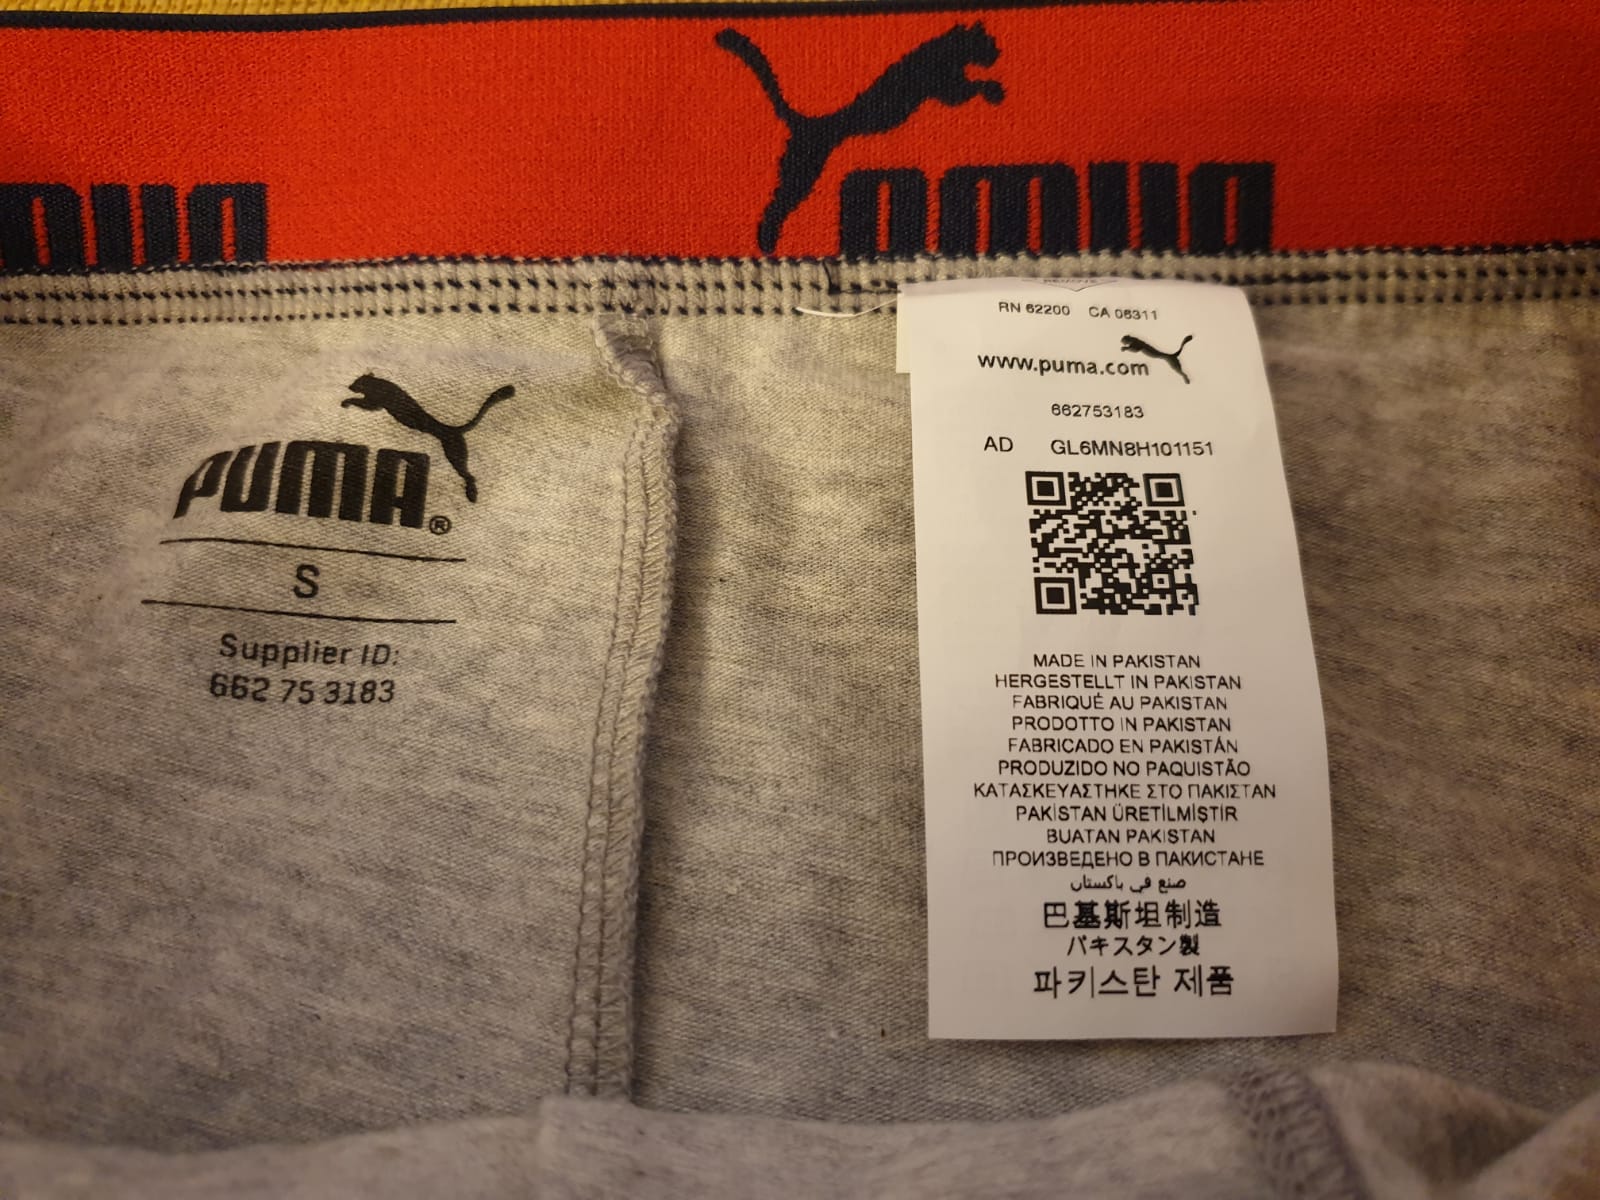 PUMA
PUMA®
S
Supplier ID:
662 75 3183
REMOVE
RN 62200 CA 06311
www.puma.com
662753183
AD GL6MN8H101151
MADE IN PAKISTAN
HERGESTELLT IN PAKISTAN
FABRIQUÉ AU PAKISTAN
PRODOTTO IN PAKISTAN
FABRICADO EN PAKISTÁN
PRODUZIDO NO PAQUISTÃO
ΚΑΤΑΣΚΕΥΑΣΤΗΚΕ ΣΤΟ ΠΑΚΙΣΤΑΝ
PAKİSTAN ÜRETİLMİŞTİR
BUATAN PAKISTAN
ПРОИЗВЕДЕНО В ПАКИСТАНЕ
صنع في باكستان
巴基斯坦制造
パキスタン製
파키스탄 제품